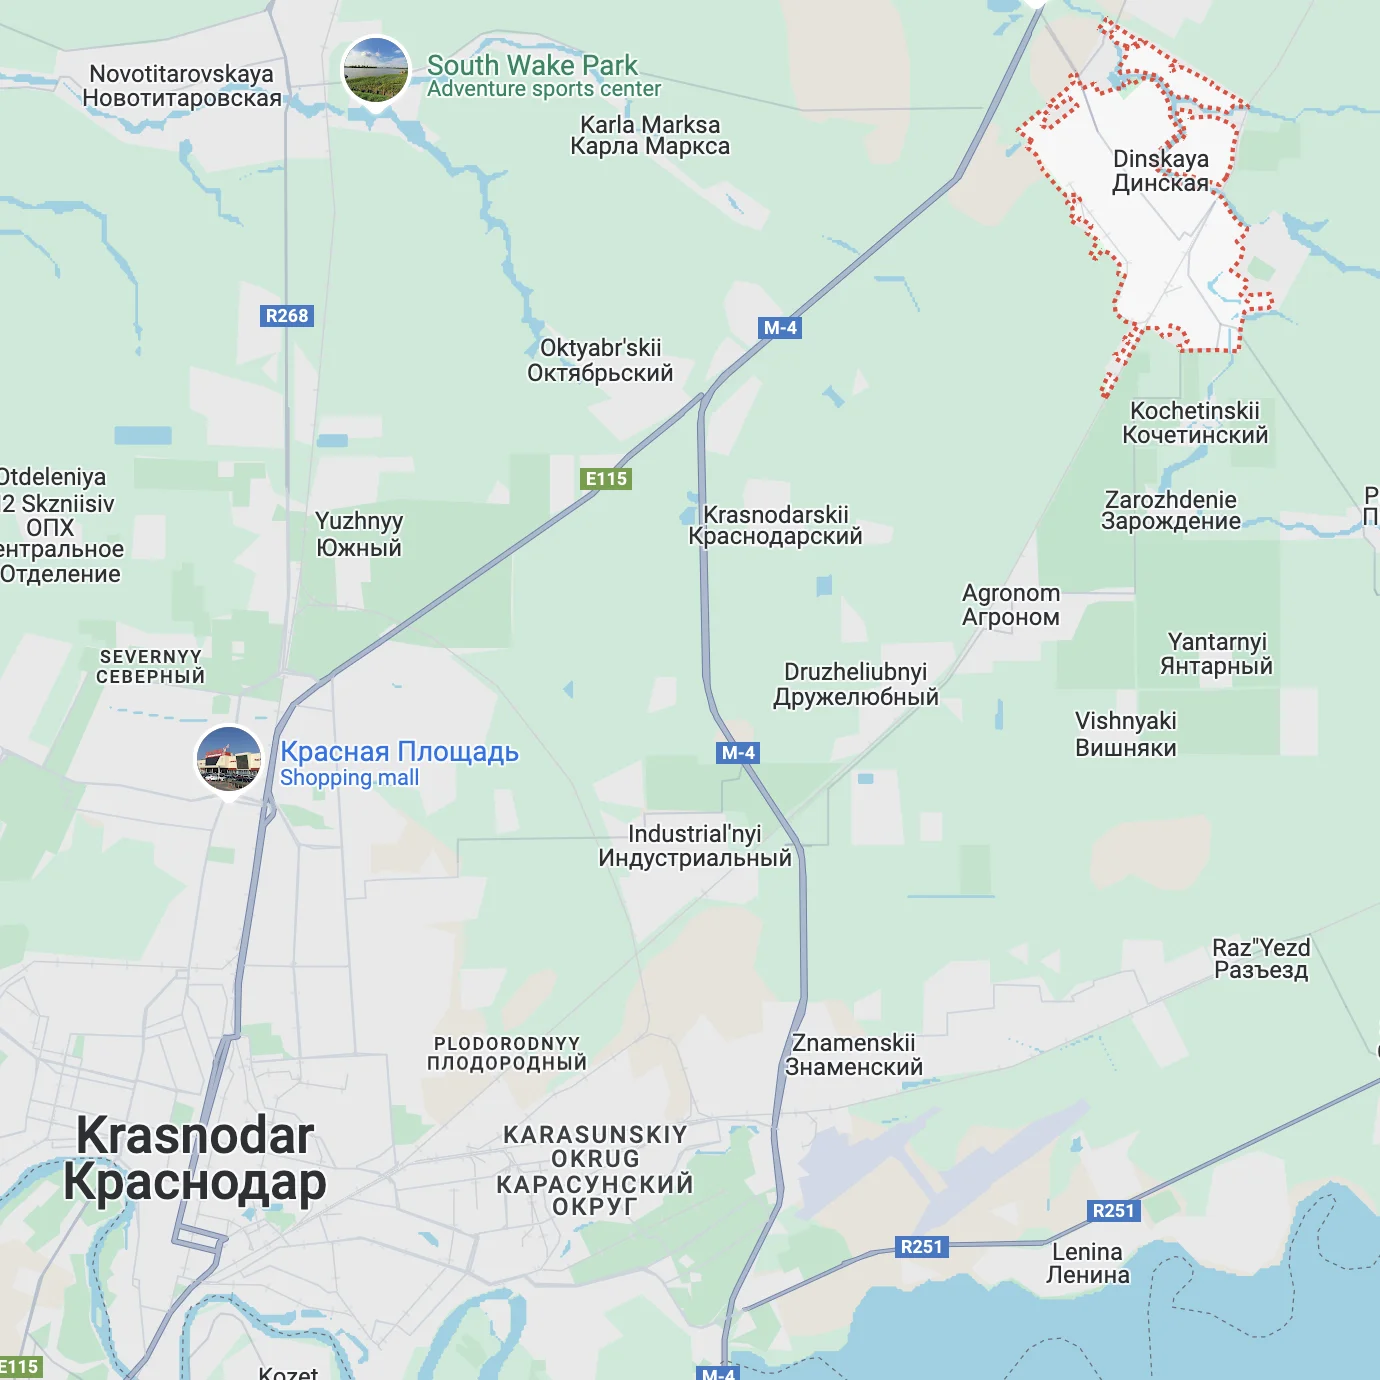 South Wake Park
Adventure sports center
Novotitarovskaya
Новотитаровская
Karla Marksa
Карла Маркса
Dinskaya
Динская
R268
M-4
Oktyabr'skii
Октябрьский
Kochetinskii
Кочетинский
E115
Otdeleniya
12 Skzniisiv
ОПХ
ентральное
Отделение
Yuzhnyy
Южный
Krasnodarskii
Краснодарский
Zarozhdenie
Зарождение
Agronom
Агроном
Yantarnyi
Янтарный
SEVERNYY
СЕВЕРНЫЙ
Druzheliubnyi
Дружелюбный
Vishnyaki
Вишняки
Красная Площадь
Shopping mall
M-4
Industrial'nyi
Индустриальный
Raz"Yezd
Разъезд
PLODORODNYY
ПЛОДОРОДНЫЙ
Znamenskii
Знаменский
Krasnodar
Краснодар
KARASUNSKIY
OKRUG
КАРАСУНСКИЙ
ОКРУГ
R251
R251
Lenina
Ленина
E115
Kozet
M-4